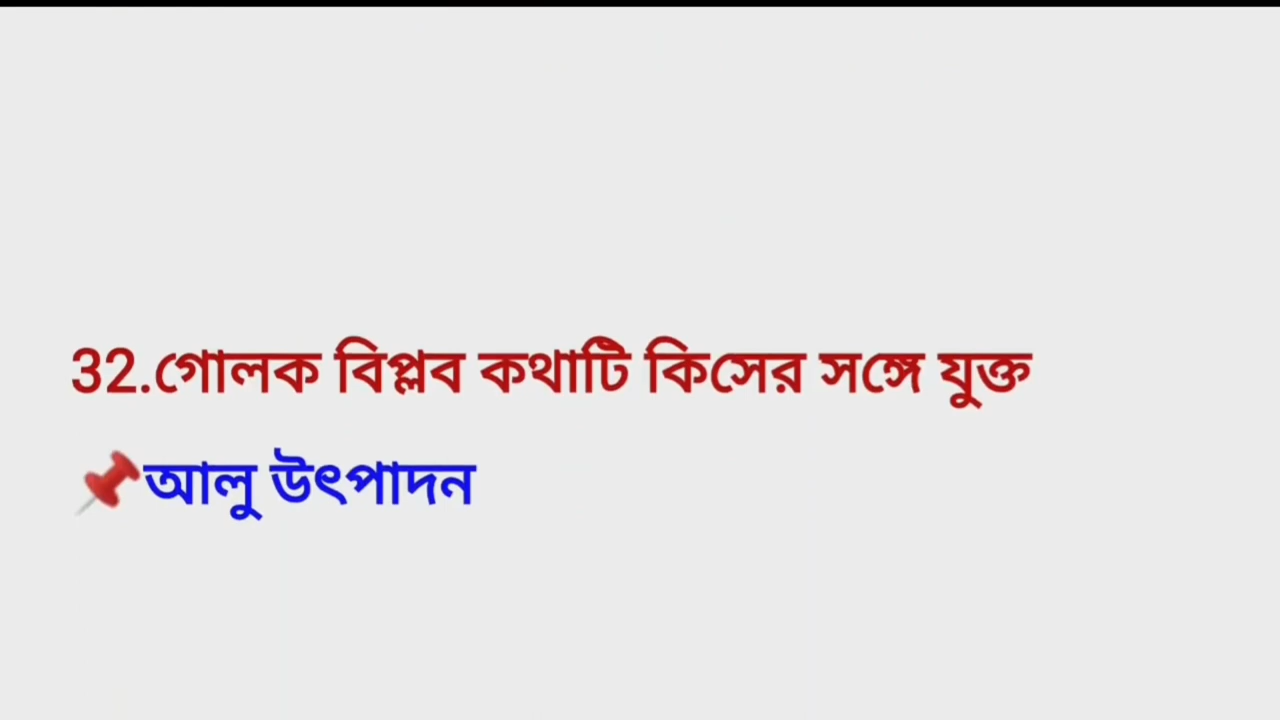 32.গোলক বিপ্লব কথাটি কিসের সঙ্গে যুক্ত
📌আলু উৎপাদন